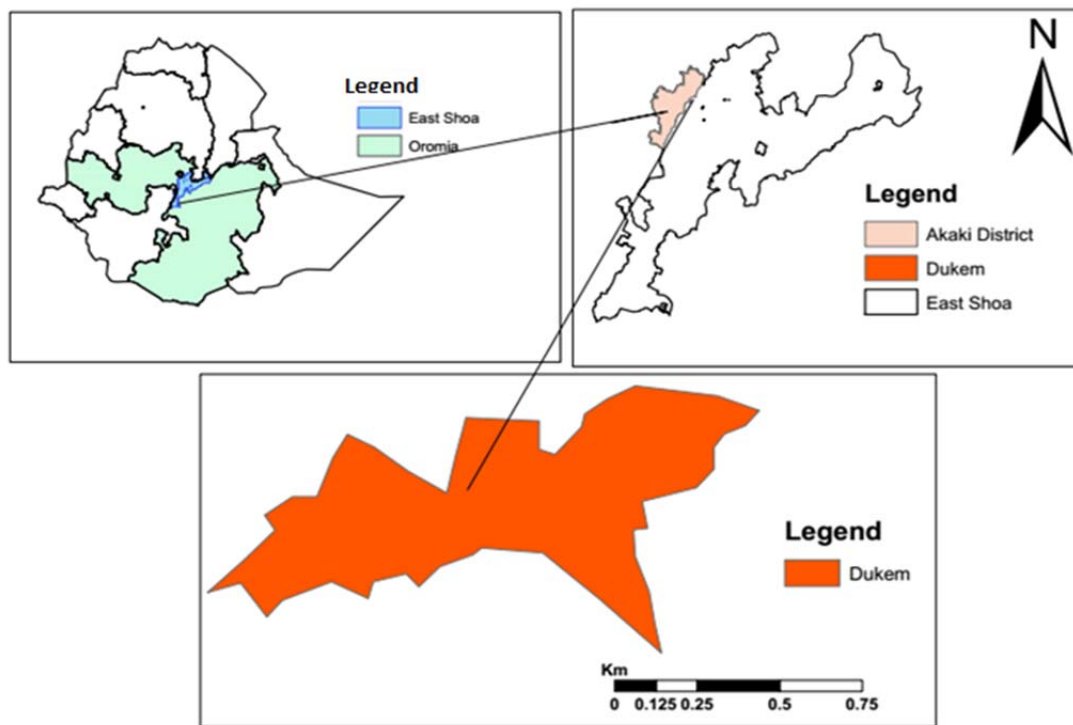 Legend
East Shoa
Oromia
N
Legend
Akaki District
Dukem
East Shoa
Legend
Dukem
Km
0 0.125 0.25 0.5 0.75